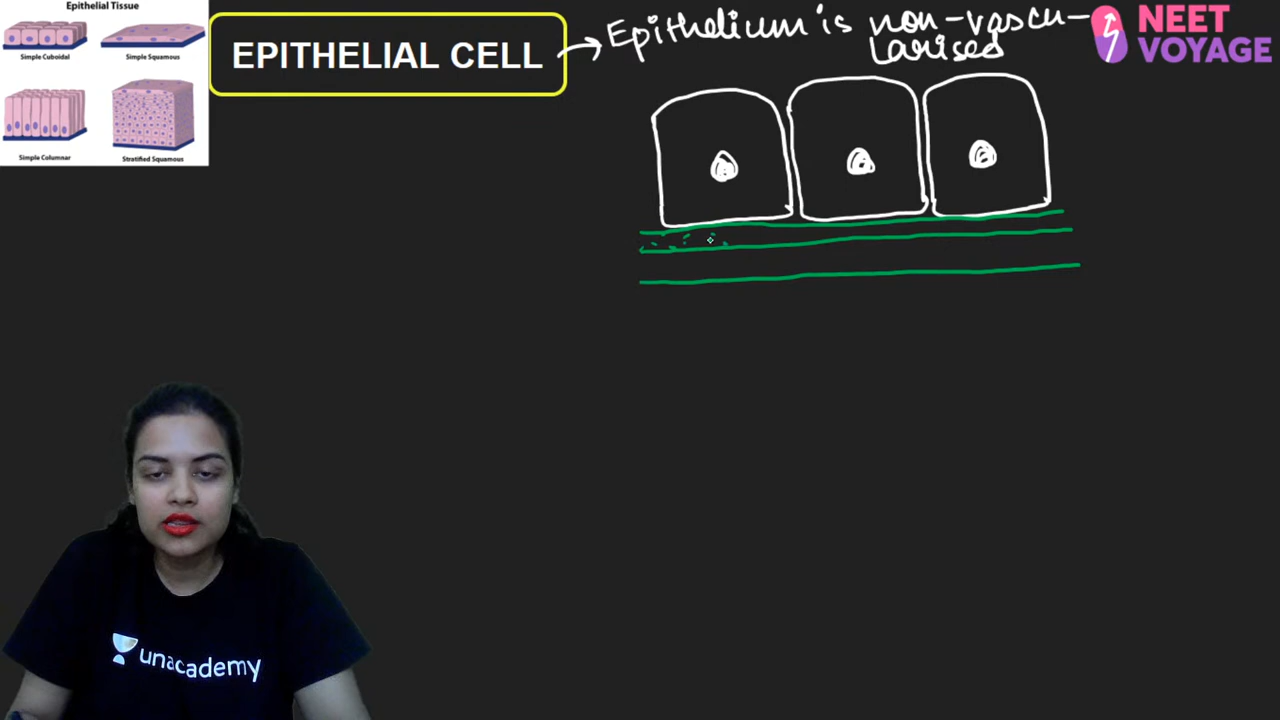 Epithelial Tissue
Simple Cuboidal
Simple Squamous
Simple Columnar
Stratified Squamous
EPITHELIAL CELL
Epithelium is non-vascu-
larised
NEET
VOYAGE
unacademy